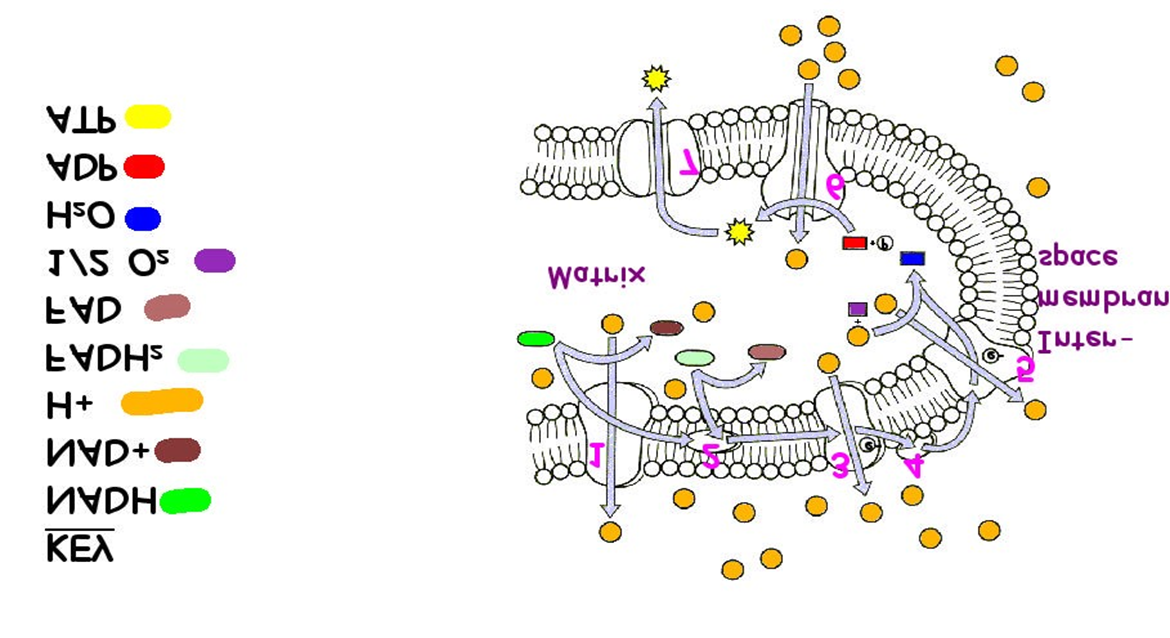 KEY
NADH
NAD+
H+
FADH₂
FAD
1/2 O₂
H₂O
ADP
ATP
1
2
3
e-
4
5
e-
Inter-
membran
space
+
Matrix
+ P
6
7